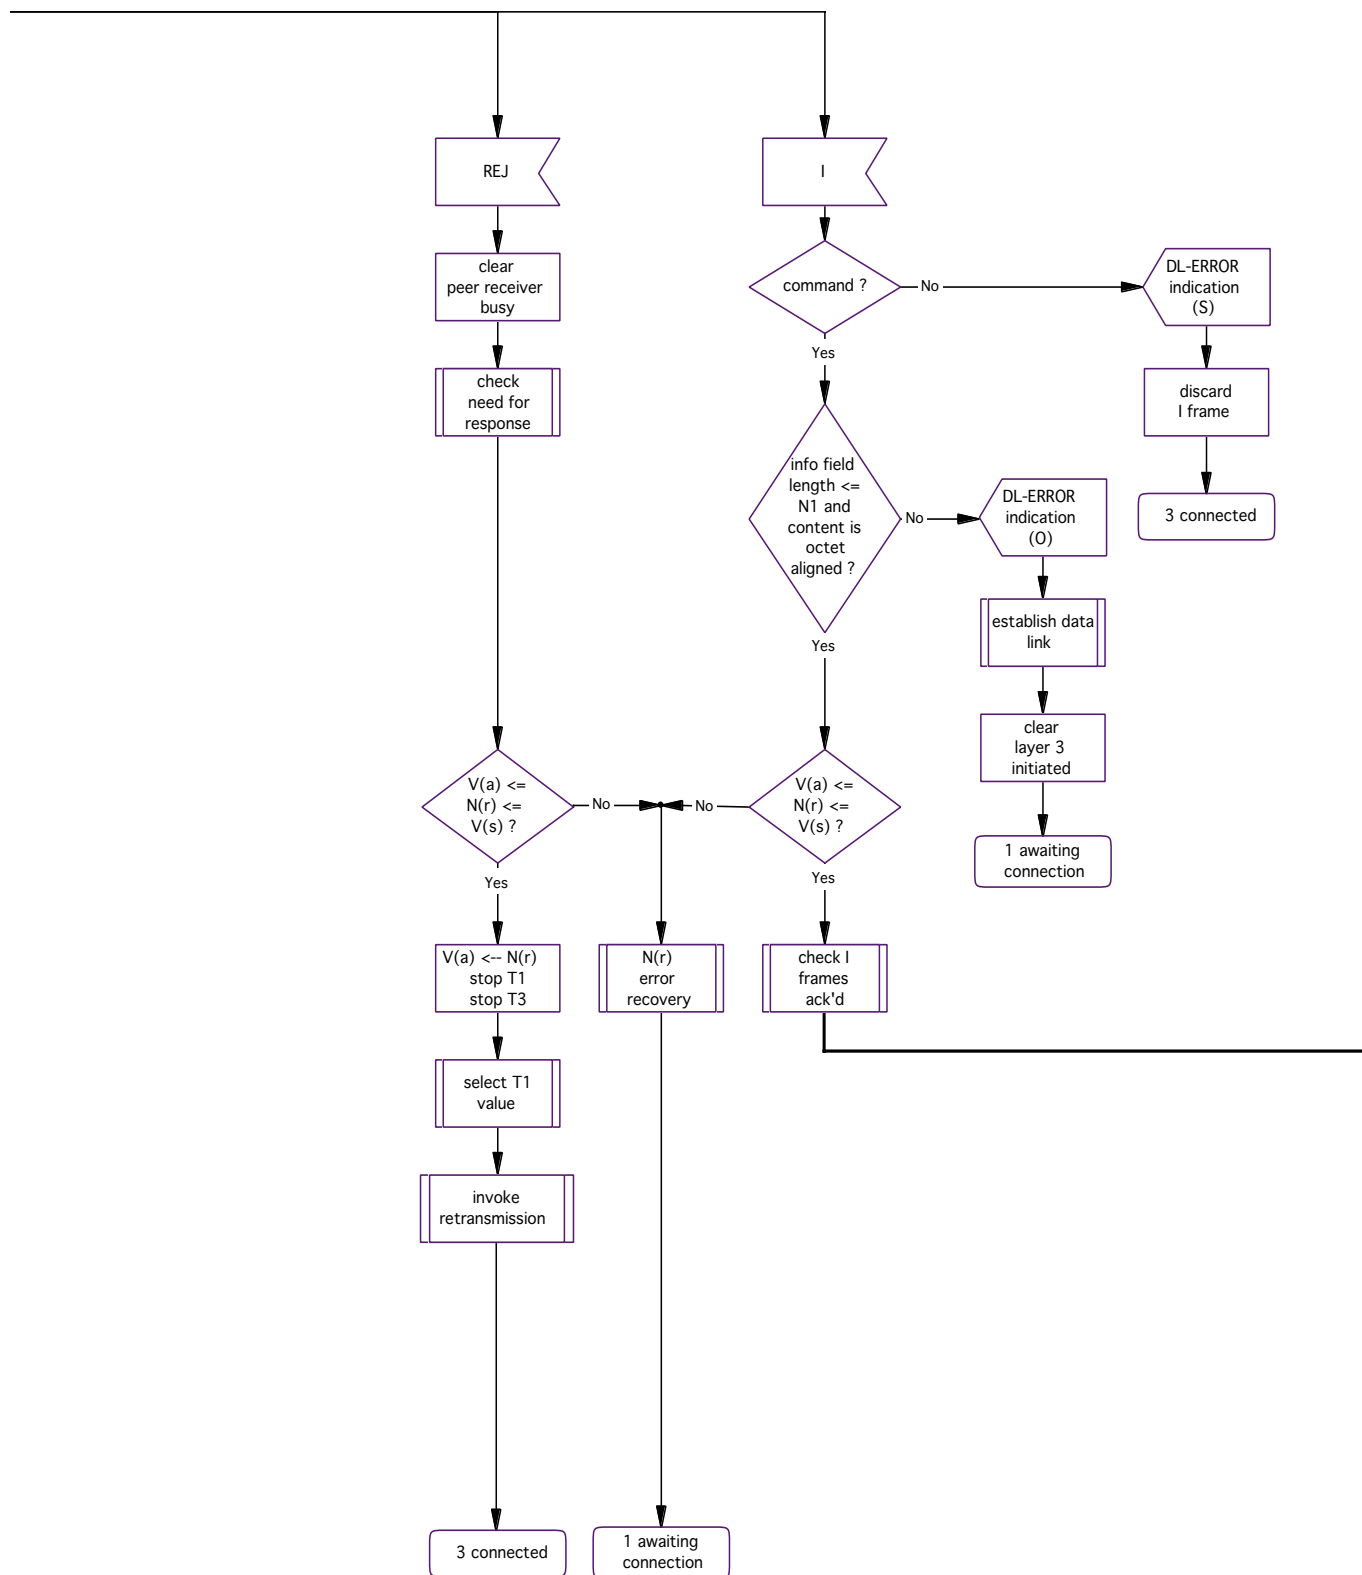 REJ
clear
peer receiver
busy
check
need for
response
V(a) <=
N(r) <=
V(s) ?
No
Yes
V(a) <-- N(r)
stop T1
stop T3
select T1
value
invoke
retransmission
3 connected
N(r)
error
recovery
1 awaiting
connection
I
command ?
No
Yes
DL-ERROR
indication
(S)
discard
I frame
3 connected
info field
length <=
N1 and
content is
octet
aligned ?
No
Yes
DL-ERROR
indication
(O)
establish data
link
clear
layer 3
initiated
1 awaiting
connection
V(a) <=
N(r) <=
V(s) ?
No
Yes
check I
frames
ack'd